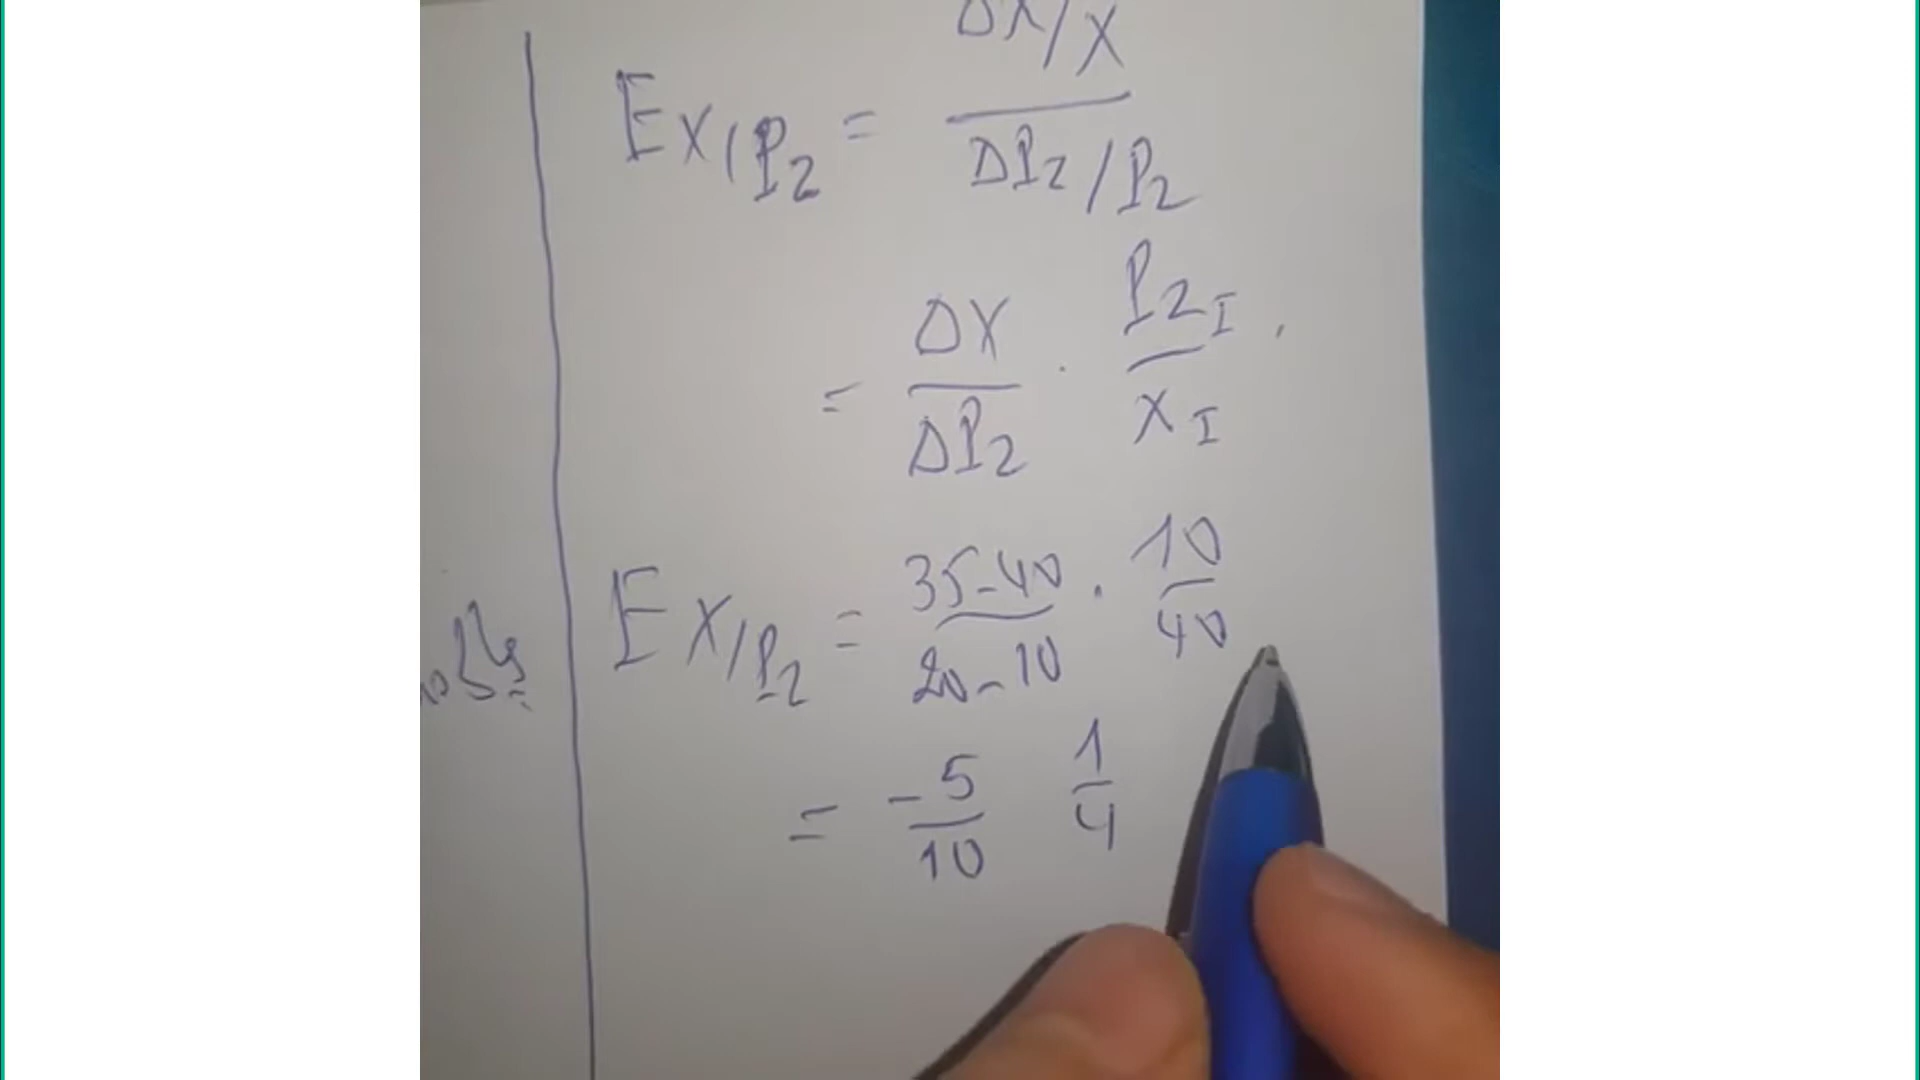 ΔX/X
EX/P2 = ΔP2/P2
= ΔX/ΔP2 . P2I/XI .
EX/P2 = 35-40/20-10 . 10/40
= -5/10 1/4